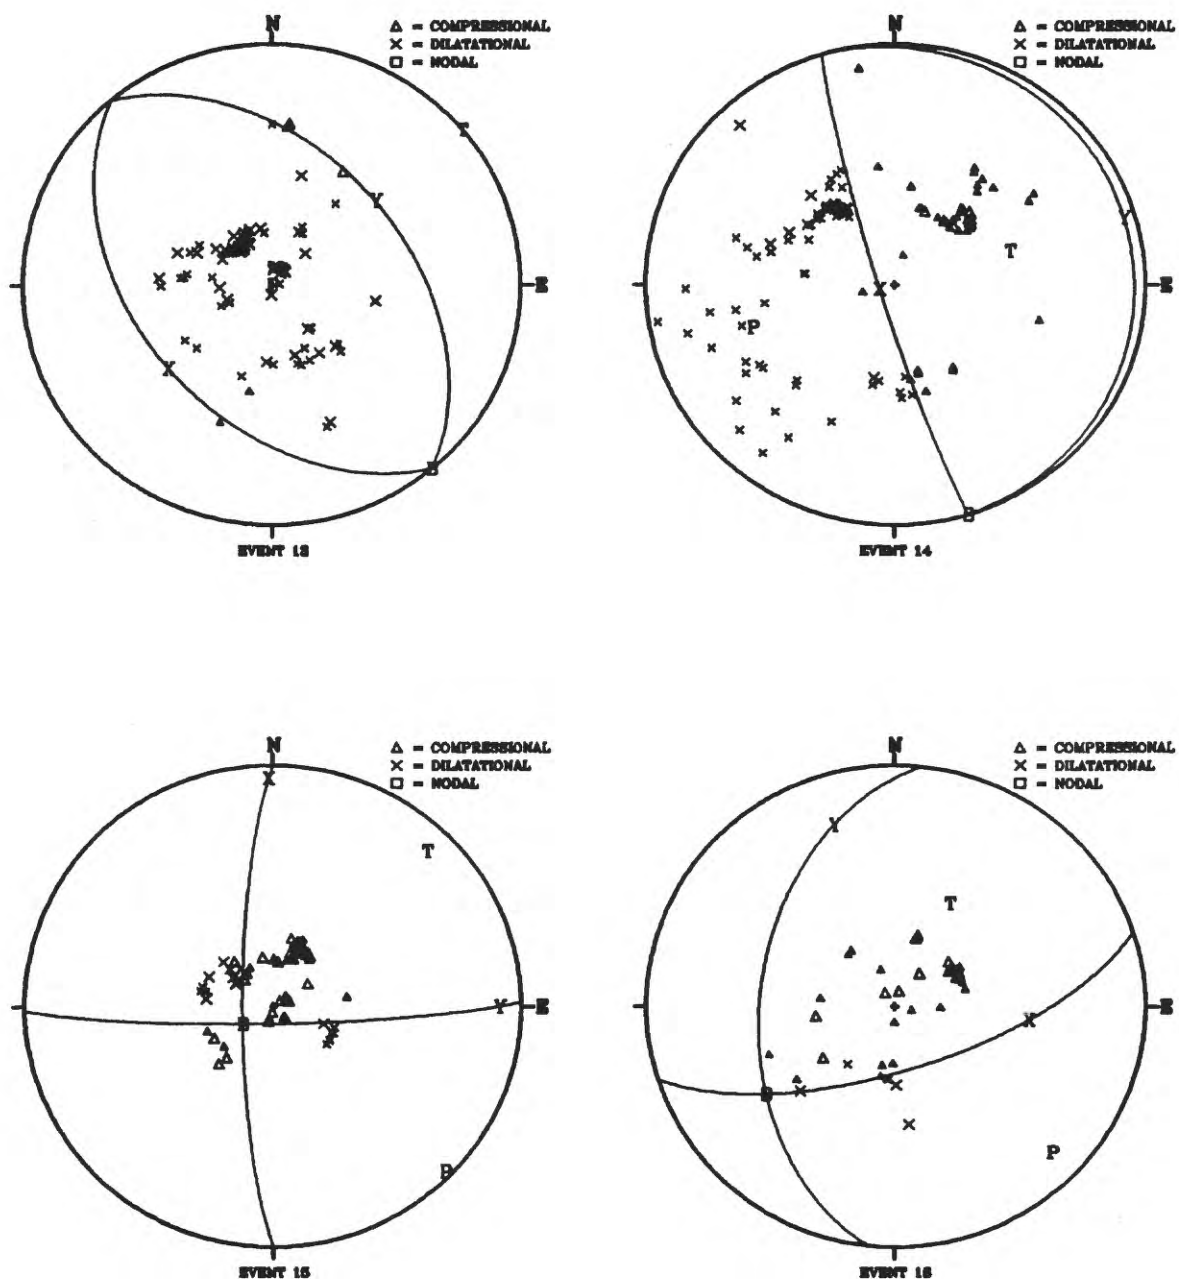 N
△ = COMPRESSIONAL
× = DILATATIONAL
□ = NODAL
T
Y
X
B
E
EVENT 13
N
△ = COMPRESSIONAL
× = DILATATIONAL
□ = NODAL
Y
T
E
X
P
B
EVENT 14
N
△ = COMPRESSIONAL
× = DILATATIONAL
□ = NODAL
X
T
Y
E
B
P
EVENT 15
N
△ = COMPRESSIONAL
× = DILATATIONAL
□ = NODAL
Y
T
E
X
B
P
EVENT 16